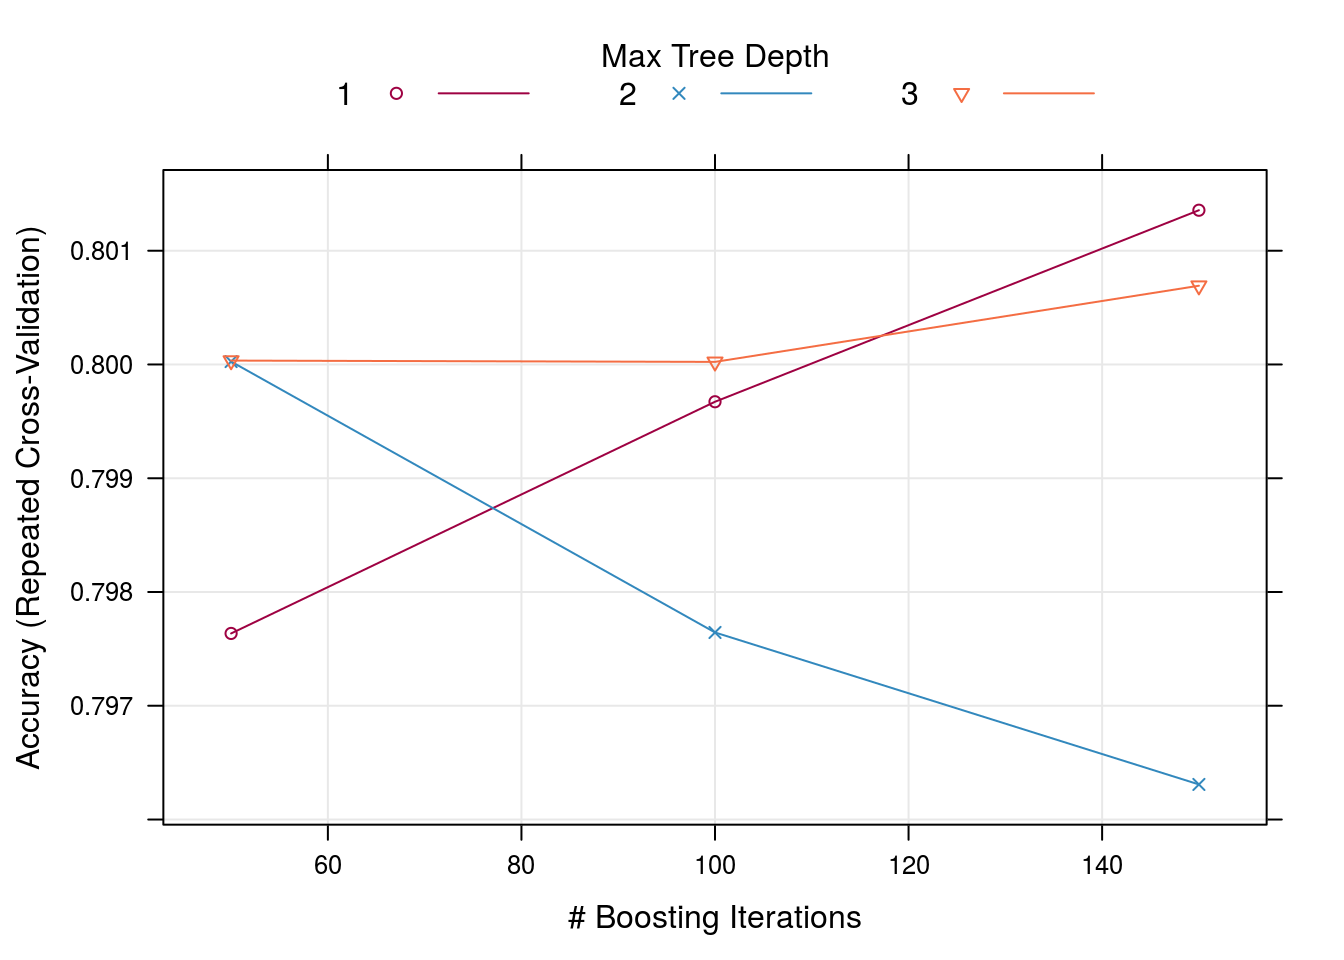 Max Tree Depth
1 2 3
Accuracy (Repeated Cross-Validation)
0.801
0.800
0.799
0.798
0.797
60 80 100 120 140
# Boosting Iterations